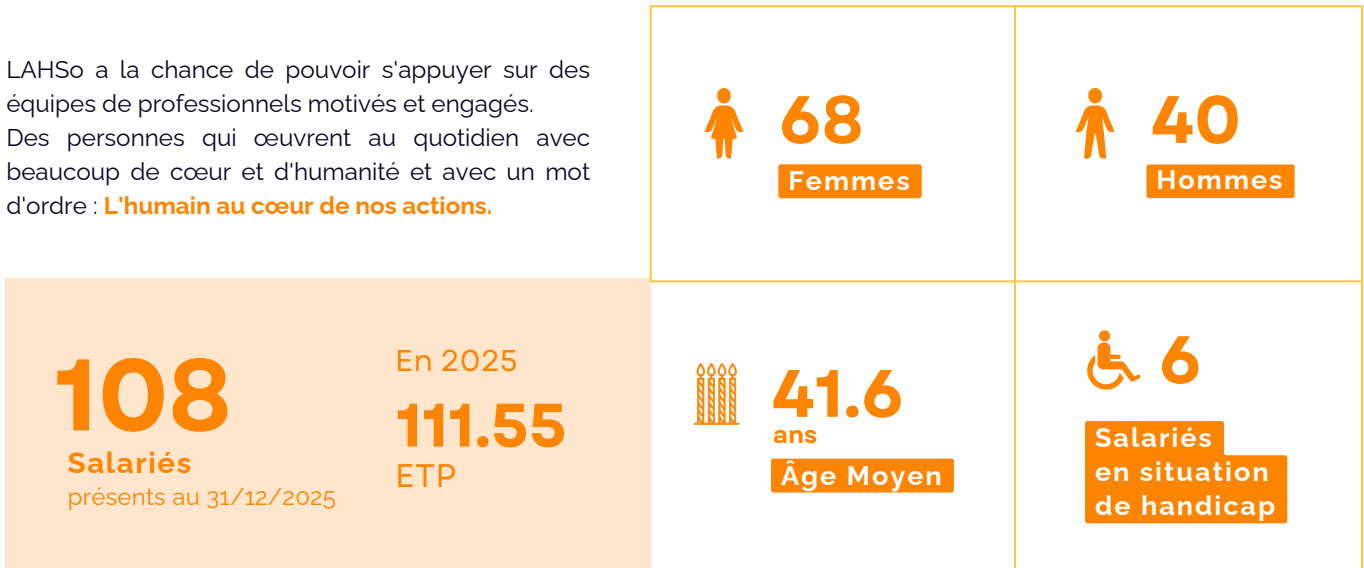 LAHSo a la chance de pouvoir s'appuyer sur des
équipes de professionnels motivés et engagés.
Des personnes qui œuvrent au quotidien avec
beaucoup de cœur et d'humanité et avec un mot
d'ordre : L'humain au cœur de nos actions.
68
Femmes
40
Hommes
108
Salariés
présents au 31/12/2025
En 2025
111.55
ETP
41.6
ans
Âge Moyen
6
Salariés
en situation
de handicap